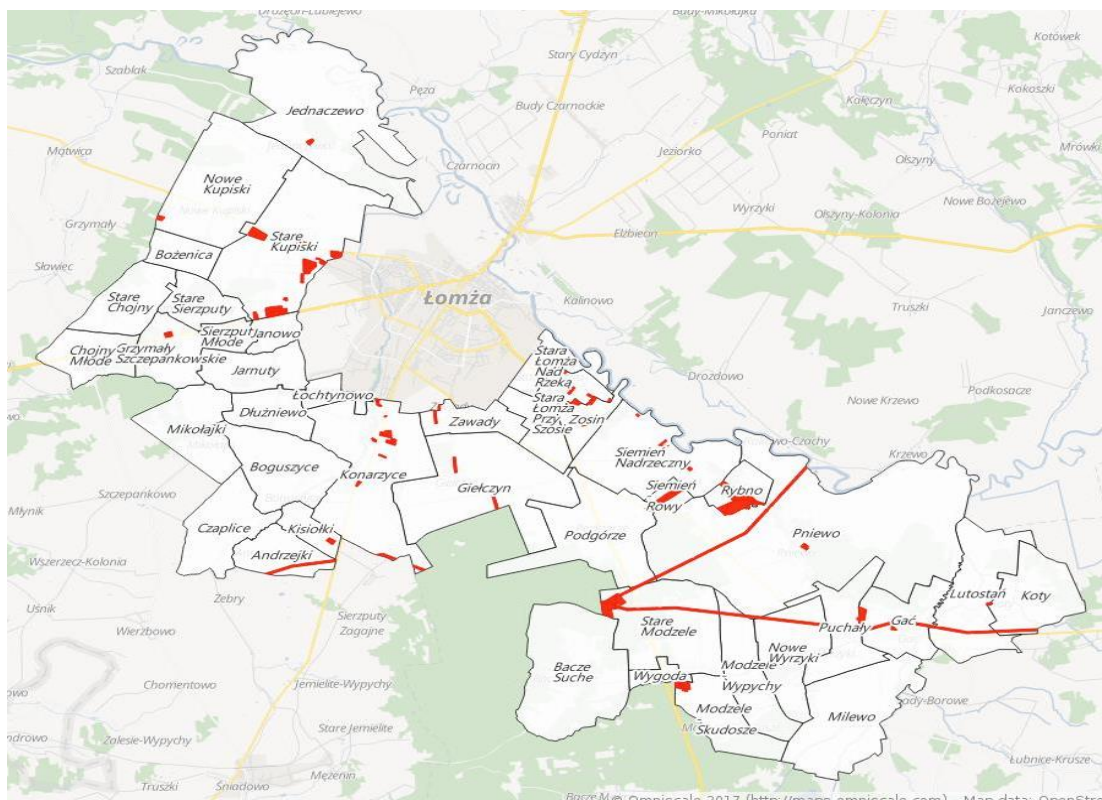 Szablak
Pęza
Stary Cydzyn
Kotówek
Budy Czarnockie
Kokoszki
Jednaczewo
Kałęczyn
Poniat
Matwica
Jeziorko
Mrówki
Czarnocin
Olszyny
Nowe
Kupiski
Nowe Bożejewo
Wyrzyki
Olszyny-Kolonia
Grzymały
Elżbiecin
Stare
Kupiski
Bożenica
Sławiec
Łomża
Kalinowo
Stare
Chojny
Stare
Sierzputy
Truszki
Janczewo
Janowo
Młode
Chojny
Młode
Grzymały
Szczepankowskie
Jarnuty
Stara
Łomża
Nad
Rzeką
Drozdowo
Podkosacze
Łochtynowo
Stara
Łomża
Przy
Szosie
Nowe Krzewo
Dłużniewo
Zawady
Zosin
Mikołajki
Siemień
Nadrzeczny
Krzewo
Boguszyce
Konarzyce
Giełczyn
Siemień
Rowy
Rybno
Szczepankowo
Młynik
Czaplice
Kisiołki
Podgórze
Pniewo
Andrzejki
Wszerzecz-Kolonia
Żebry
Lutostań
Koty
Uśnik
Wierzbowo
Sierzputy
Zagajne
Stare
Modzele
Puchały
Gać
Nowe
Wyrzyki
Bacze
Suche
Wygoda
Modzele
Wypychy
Chomentowo
Jemielite-Wypychy
Modzele
Skudosze
Milewo
Stare Jemielite
Zalesie-Wypychy
Mężenin
Łubnice-Krusze
Truszki
Śniadowo